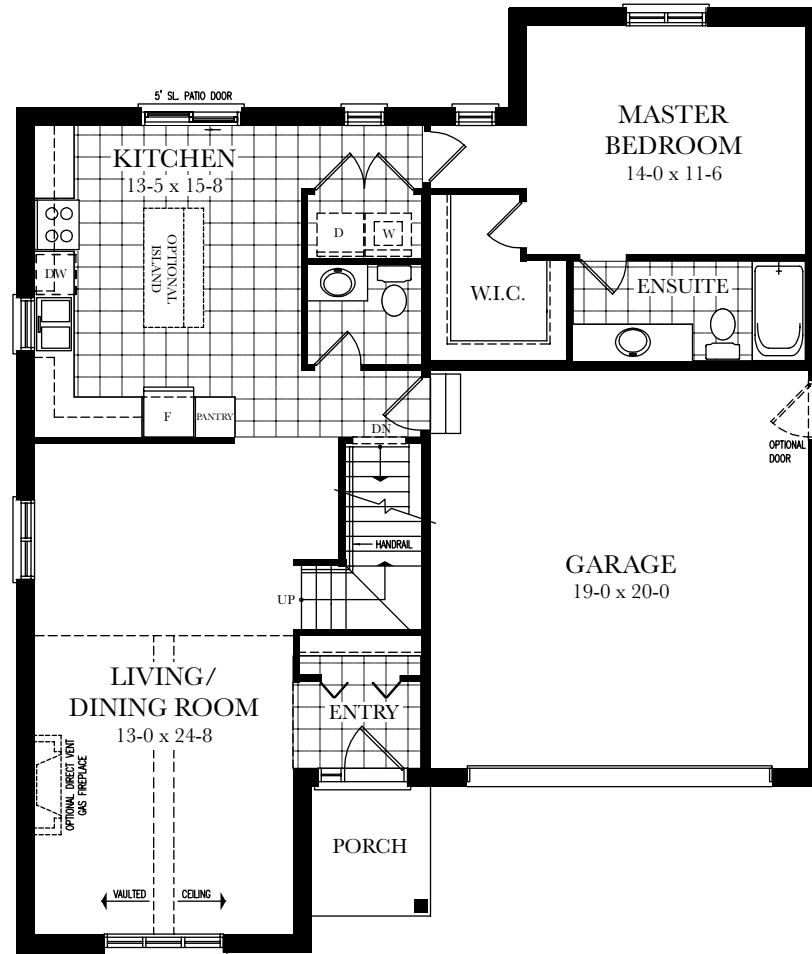 5' SL. PATIO DOOR
MASTER
BEDROOM
14-0 x 11-6
KITCHEN
13-5 x 15-8
OPTIONAL
ISLAND
D
W
DW
W.I.C.
ENSUITE
F
PANTRY
DN
OPTIONAL
DOOR
HANDRAIL
UP
GARAGE
19-0 x 20-0
LIVING/
DINING ROOM
13-0 x 24-8
ENTRY
OPTIONAL DIRECT VENT
GAS FIREPLACE
PORCH
VAULTED CEILING